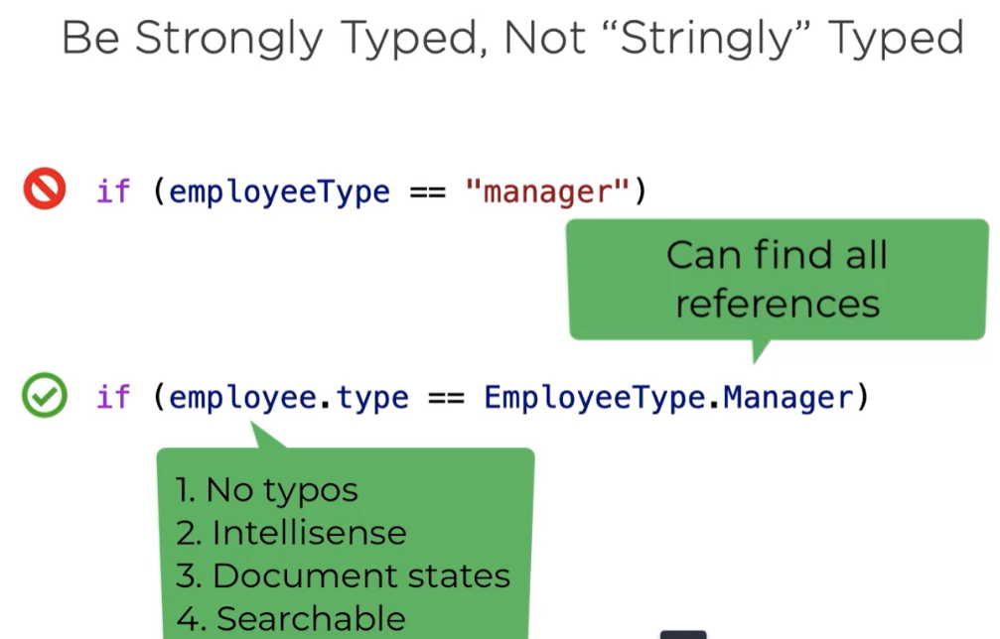 Be Strongly Typed, Not “Stringly” Typed
if (employeeType == "manager")
Can find all
references
if (employee.type == EmployeeType.Manager)
1. No typos
2. Intellisense
3. Document states
4. Searchable